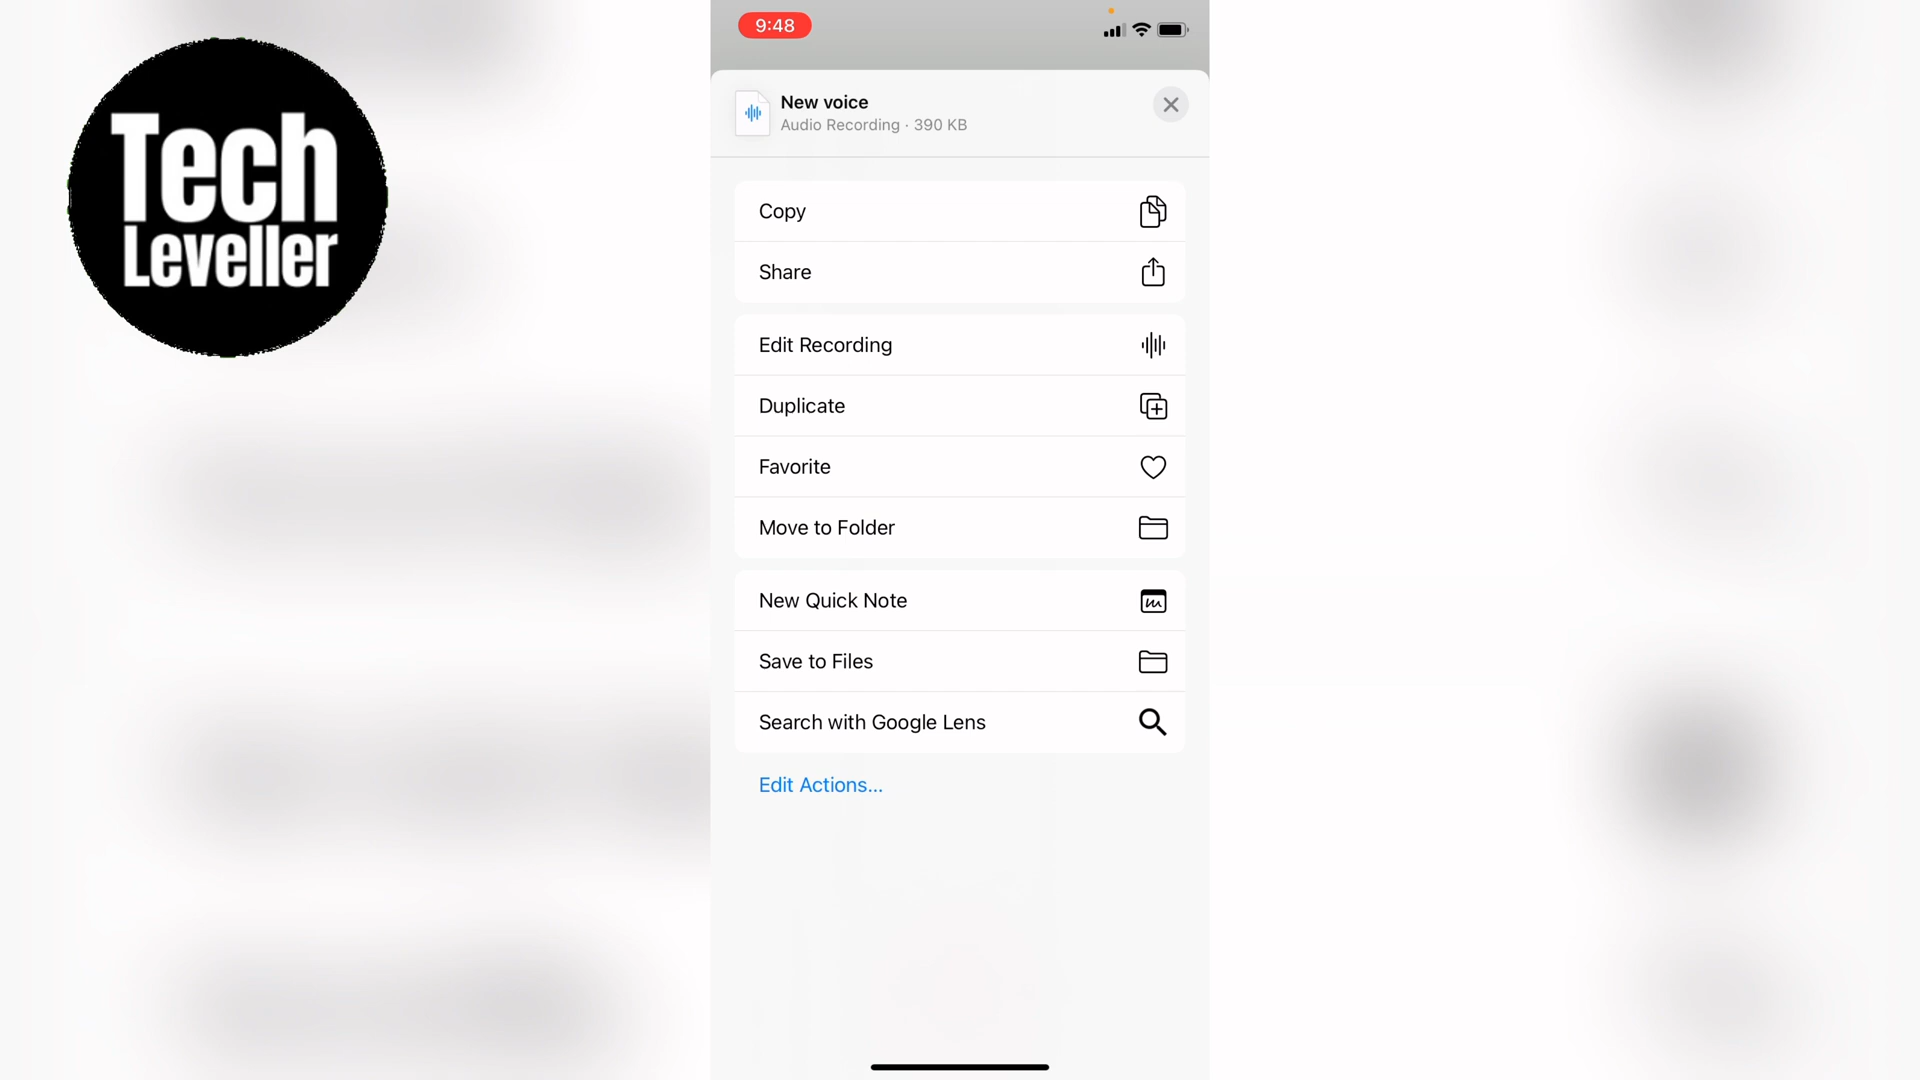 Tech
Leveller
9:48
New voice
Audio Recording · 390 KB
Copy
Share
Edit Recording
Duplicate
Favorite
Move to Folder
New Quick Note
Save to Files
Search with Google Lens
Edit Actions...